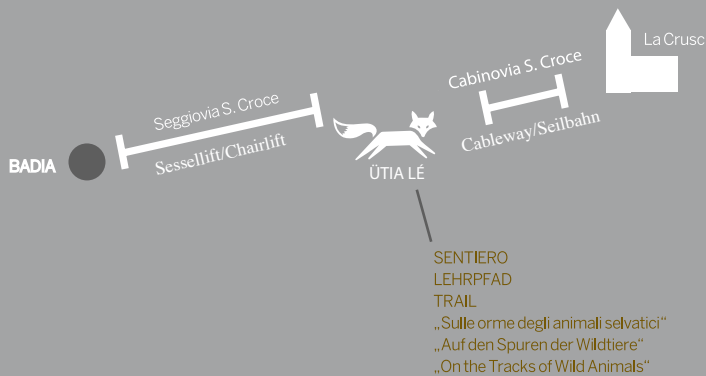 La Crusc
Cabinovia S. Croce
Seggiovia S. Croce
Cableway/Seilbahn
Sessellift/Chairlift
BADIA
ÜTIA LÉ
SENTIERO
LEHRPFAD
TRAIL
„Sulle orme degli animali selvatici“
„Auf den Spuren der Wildtiere“
„On the Tracks of Wild Animals“